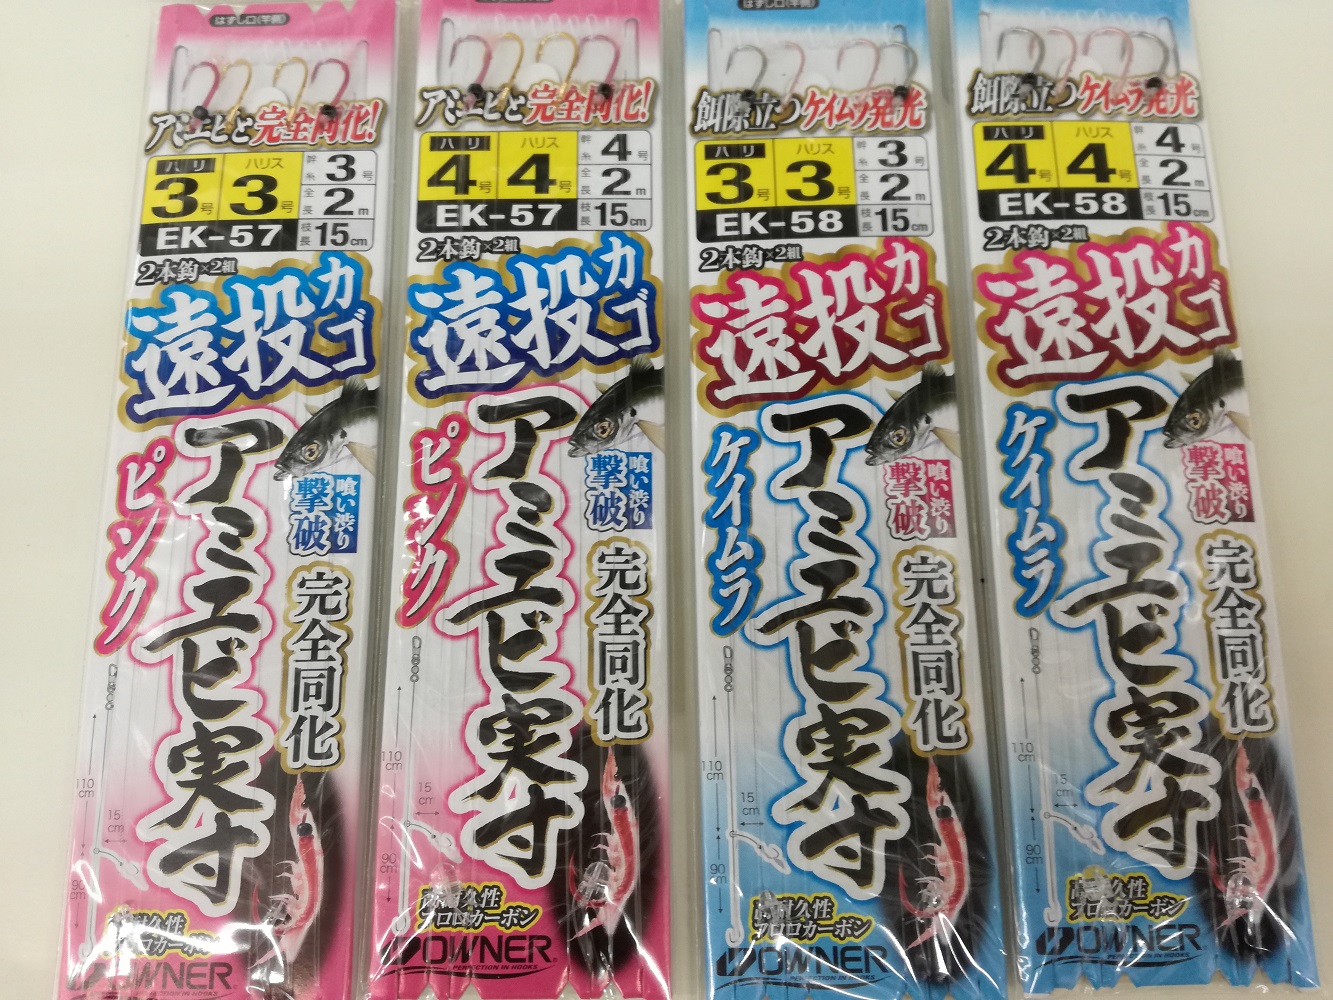 はずし口(竿側)
アミエビと完全同化!
ハリ 3号 ハリス 3号
幹糸 3号
全長 2m
枝長 15cm
EK-57
2本鈎×2組
遠投カゴ
アミエビ実寸
ピンク
喰い渋り
撃破
完全同化
110cm
15cm
90cm
高耐久性
フロロカーボン
OWNER
PERFECTION IN HOOKS
アミエビと完全同化!
ハリ 4号 ハリス 4号
幹糸 4号
全長 2m
枝長 15cm
EK-57
2本鈎×2組
遠投カゴ
アミエビ実寸
ピンク
喰い渋り
撃破
完全同化
110cm
15cm
90cm
高耐久性
フロロカーボン
OWNER
PERFECTION IN HOOKS
はずし口(竿側)
餌際立つケイムラ発光
ハリ 3号 ハリス 3号
幹糸 3号
全長 2m
枝長 15cm
EK-58
2本鈎×2組
遠投カゴ
アミエビ実寸
ケイムラ
喰い渋り
撃破
完全同化
110cm
15cm
90cm
高耐久性
フロロカーボン
OWNER
PERFECTION IN HOOKS
餌際立つケイムラ発光
ハリ 4号 ハリス 4号
幹糸 4号
全長 2m
枝長 15cm
EK-58
2本鈎×2組
遠投カゴ
アミエビ実寸
ケイムラ
喰い渋り
撃破
完全同化
110cm
15cm
90cm
高耐久性
フロロカーボン
OWNER
PERFECTION IN HOOKS